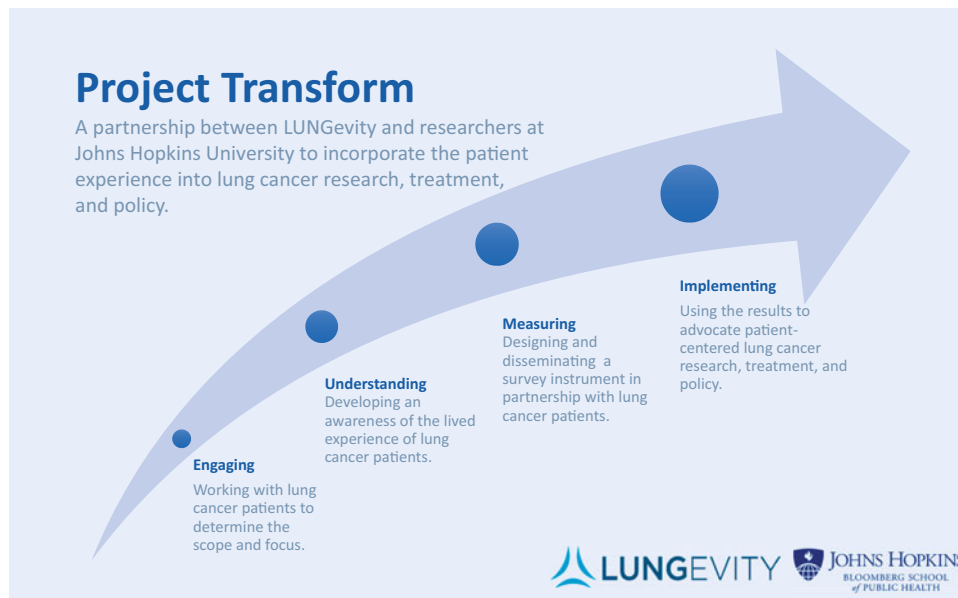 Project Transform
A partnership between LUNGevity and researchers at
Johns Hopkins University to incorporate the patient
experience into lung cancer research, treatment,
and policy.
Engaging
Working with lung
cancer patients to
determine the
scope and focus.
Understanding
Developing an
awareness of the lived
experience of lung
cancer patients.
Measuring
Designing and
disseminating  a
survey instrument in
partnership with lung
cancer patients.
Implementing
Using the results to
advocate patient-
centered lung cancer
research, treatment, and
policy.
LUNGEVITY
JOHNS HOPKINS
BLOOMBERG SCHOOL
of PUBLIC HEALTH